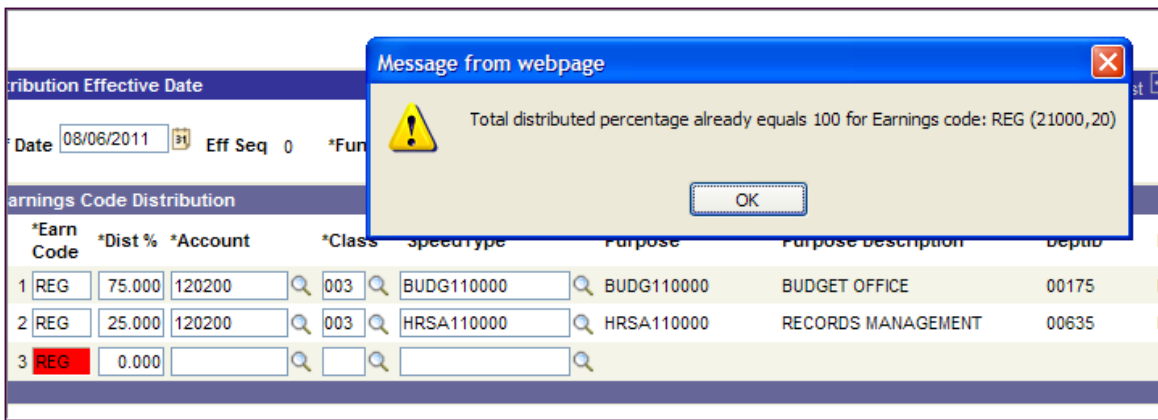 Message from webpage
Total distributed percentage already equals 100 for Earnings code: REG (21000,20)
OK
tribution Effective Date st
Date 08/06/2011 31 Eff Seq 0 *Fun
arnings Code Distribution
*Earn Code *Dist % *Account *Class SpeedType Purpose Purpose Description DeptID
1 REG 75.000 120200 003 BUDG110000 BUDG110000 BUDGET OFFICE 00175
2 REG 25.000 120200 003 HRSA110000 HRSA110000 RECORDS MANAGEMENT 00635
3 REG 0.000